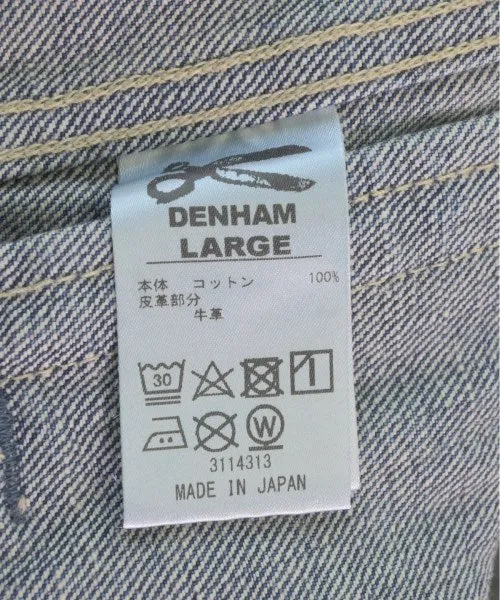 DENHAM
LARGE
本体 コットン 100%
皮革部分
牛革
30
W
3114313
MADE IN JAPAN